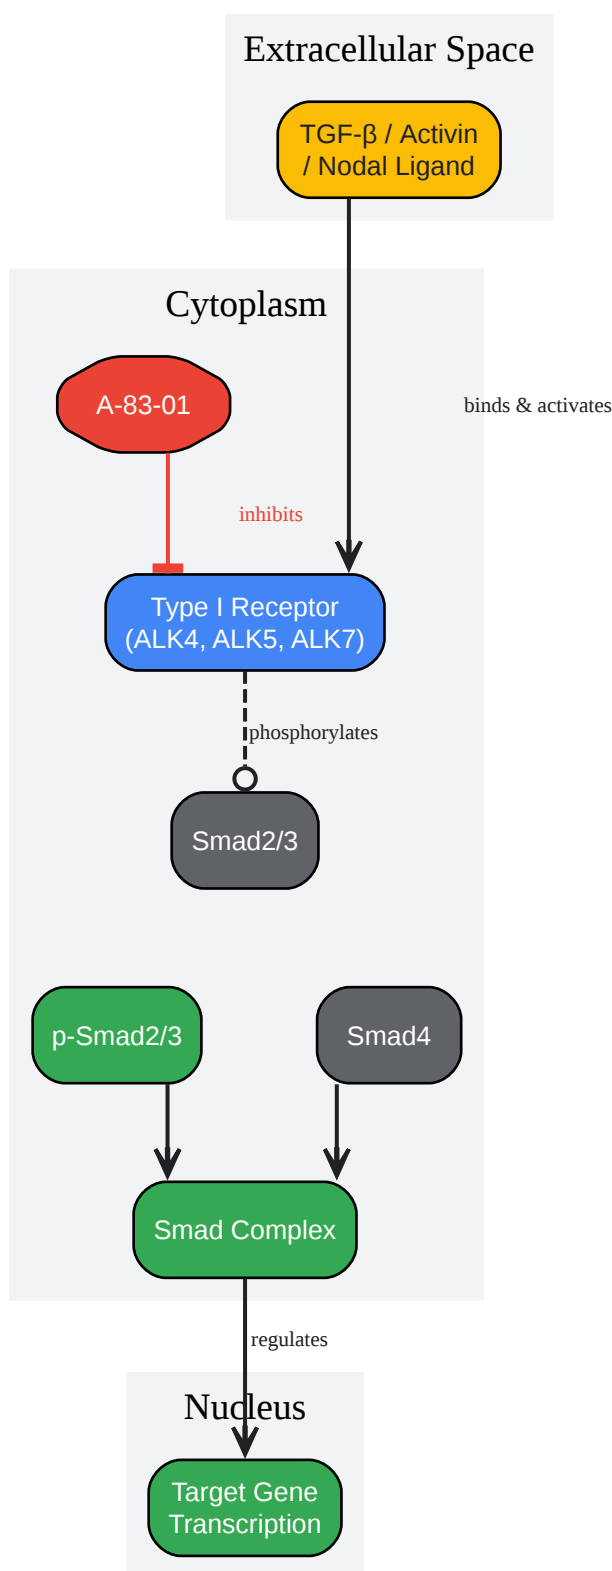 Extracellular Space
TGF-β / Activin
/ Nodal Ligand
Cytoplasm
A-83-01
binds & activates
inhibits
Type I Receptor
(ALK4, ALK5, ALK7)
phosphorylates
Smad2/3
p-Smad2/3
Smad4
Smad Complex
regulates
Nucleus
Target Gene
Transcription